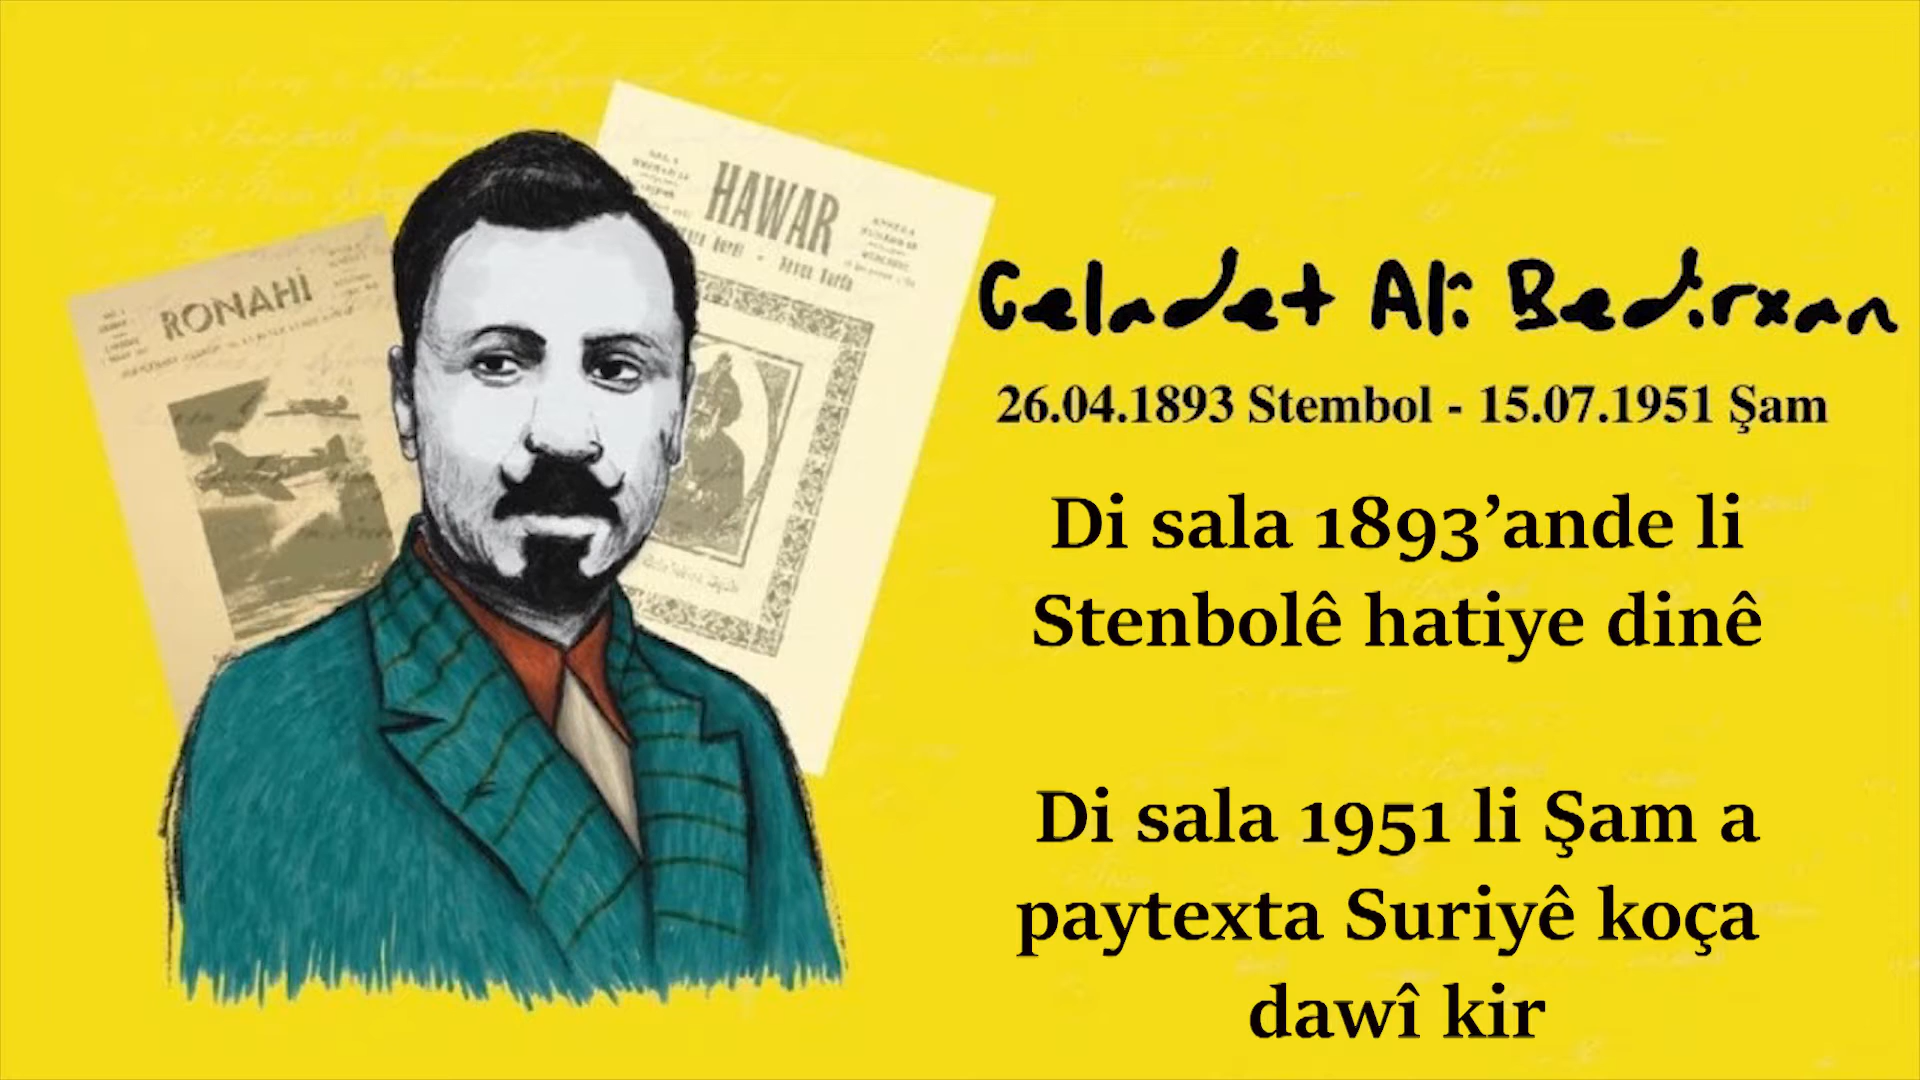 RONAHİ
HAWAR
Celadet Alî Bedirxan
26.04.1893 Stembol - 15.07.1951 Şam
Di sala 1893’ande li
Stenbolê hatiye dinê
Di sala 1951 li Şam a
paytexta Suriyê koça
dawî kir